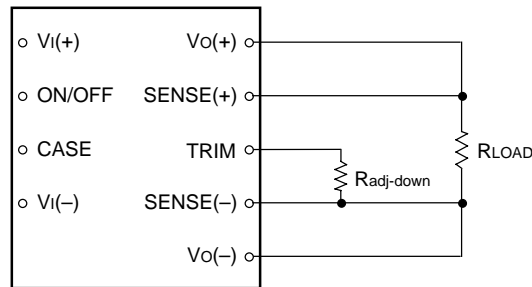 VI(+) VO(+)
ON/OFF SENSE(+)
CASE TRIM RLOAD
Radj-down
VI(–) SENSE(–)
VO(–)